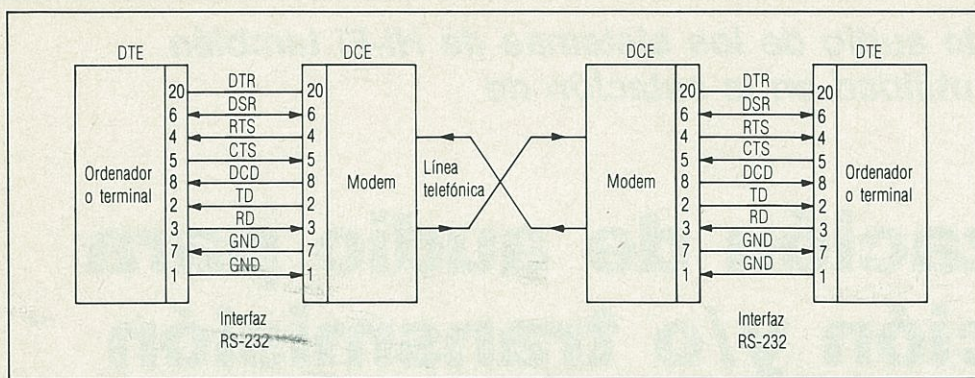 DTE
DCE
DCE
DTE
Ordenador
o terminal
20
6
4
5
8
2
3
7
1
DTR
DSR
RTS
CTS
DCD
TD
RD
GND
GND
20
6
4
5
8
2
3
7
1
Modem
Línea
telefónica
Modem
20
6
4
5
8
2
3
7
1
DTR
DSR
RTS
CTS
DCD
TD
RD
GND
GND
20
6
4
5
8
2
3
7
1
Ordenador
o terminal
Interfaz
RS-232
Interfaz
RS-232